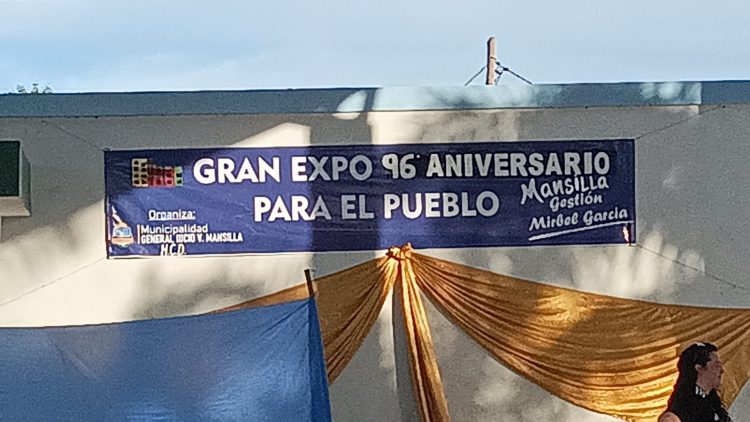 GRAN EXPO 96° ANIVERSARIO
PARA EL PUEBLO
Mansilla
Gestión
Mirbel Garcia
Organiza:
Municipalidad
GENERAL LUCIO V. MANSILLA
H.C.D.